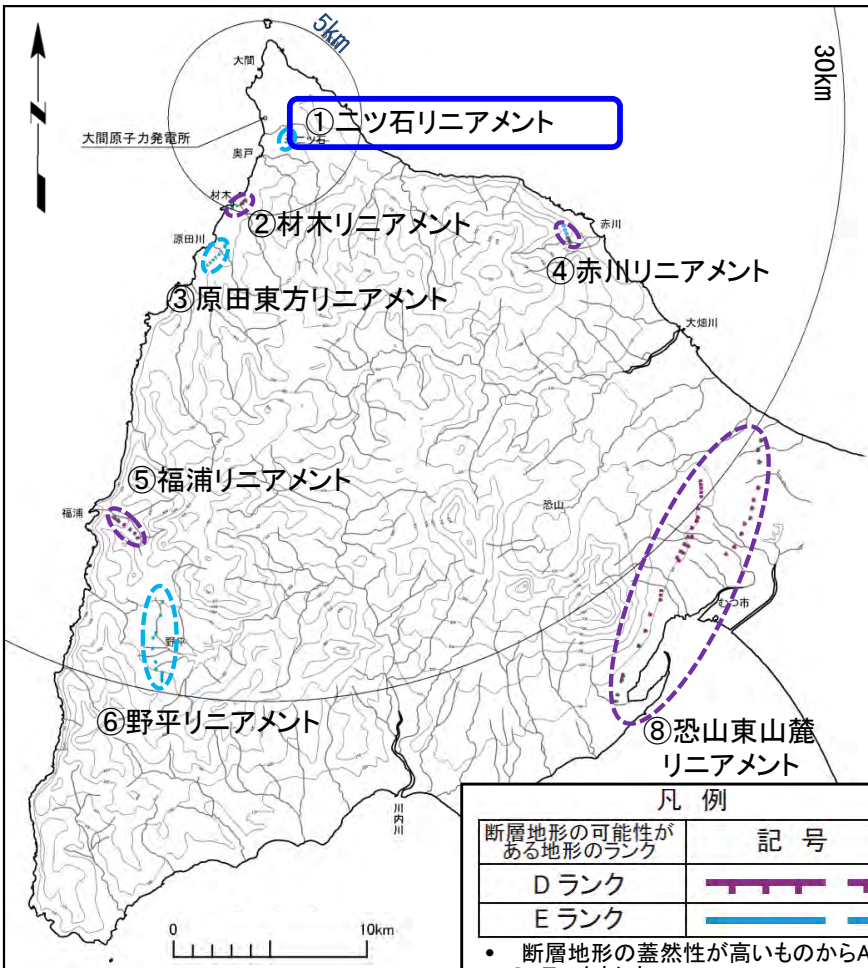 5km
30km
大間
①二ツ石リニアメント
大間原子力発電所
二ツ石
奥戸
材木
②材木リニアメント
赤川
原田川
④赤川リニアメント
③原田東方リニアメント
大畑川
⑤福浦リニアメント
福浦
恐山
むつ市
野平
⑥野平リニアメント
⑧恐山東山麓
リニアメント
川内川
凡 例
断層地形の可能性が
ある地形のランク
記 号
D ランク
E ランク
• 断層地形の蓋然性が高いものからA
0
10km
N